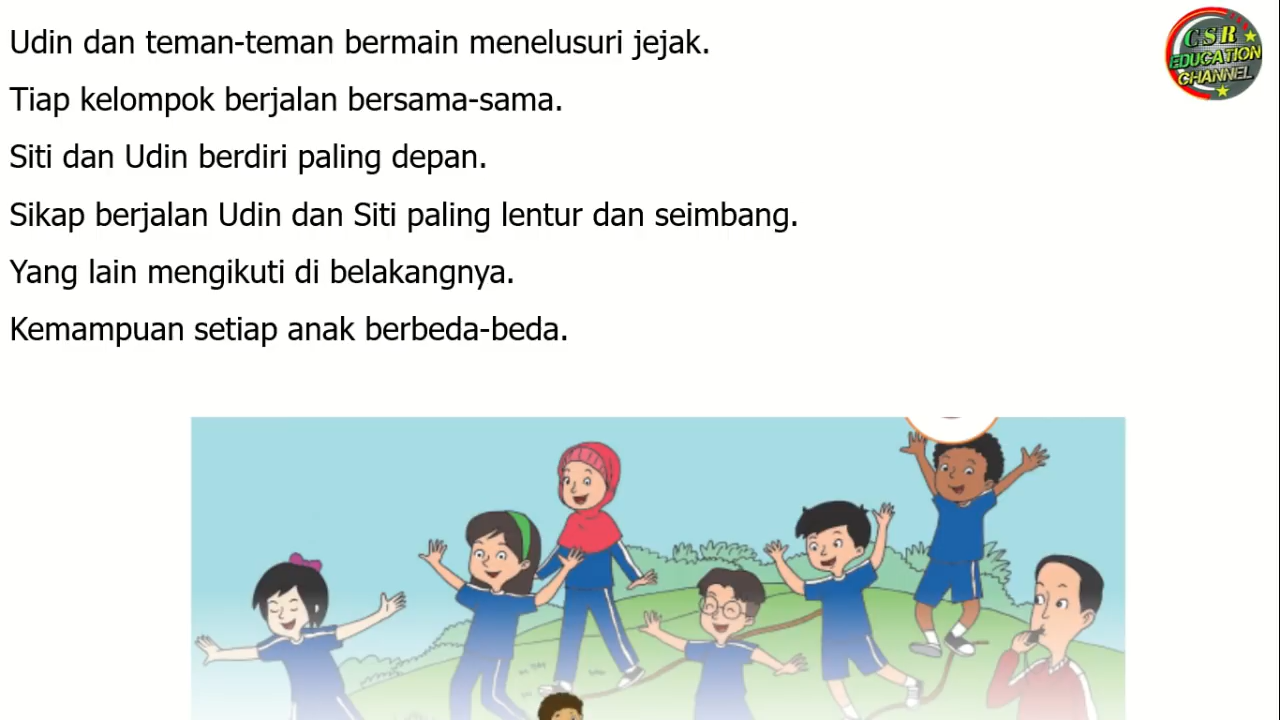 Udin dan teman-teman bermain menelusuri jejak.
Tiap kelompok berjalan bersama-sama.
Siti dan Udin berdiri paling depan.
Sikap berjalan Udin dan Siti paling lentur dan seimbang.
Yang lain mengikuti di belakangnya.
Kemampuan setiap anak berbeda-beda.
CSR
EDUCATION
CHANNEL